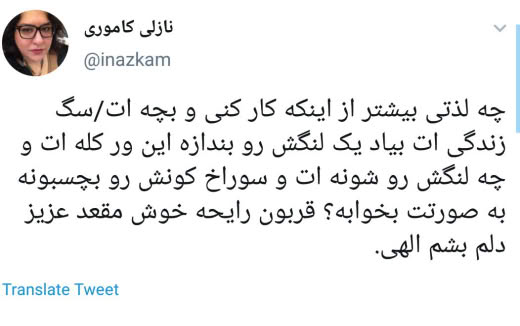 نازلی کاموری
@inazkam
چه لذتی بیشتر از اینکه کار کنی و بچه ات/سگ
زندگی ات بیاد یک لنگش رو بندازه این ور کله ات و
چه لنگش رو شونه ات و سوراخ کونش رو بچسبونه
به صورتت بخوابه؟ قربون رایحه خوش مقعد عزیز
دلم بشم الهی.
Translate Tweet